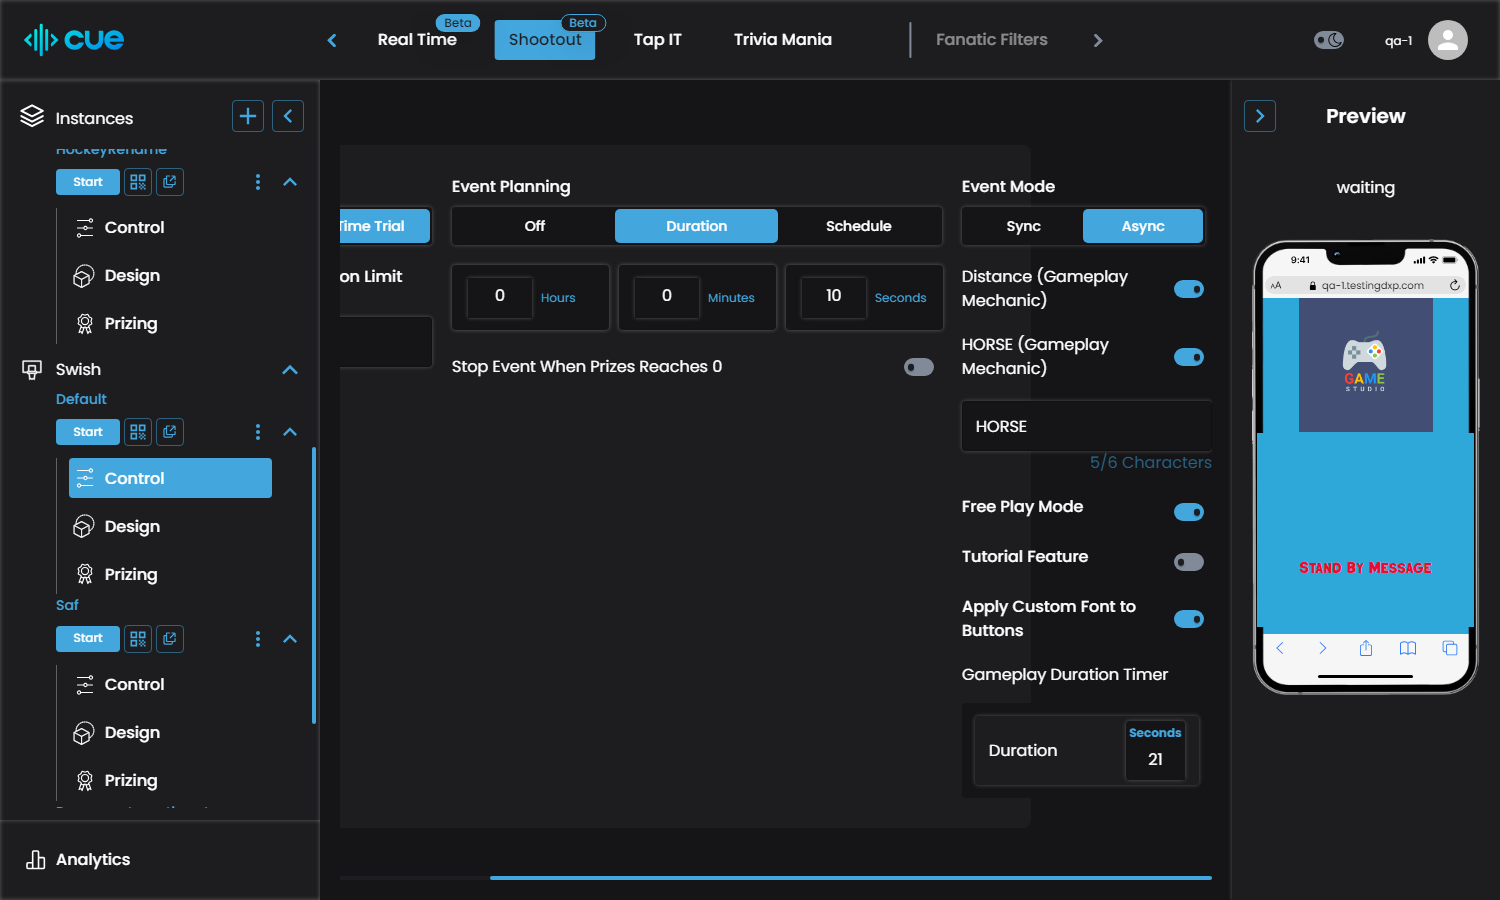 cue
Real Time
Beta
Shootout
Beta
Tap IT
Trivia Mania
Fanatic Filters
qa-1
Instances
HockeyRename
Start
Control
Design
Prizing
Swish
Default
Start
Control
Design
Prizing
Saf
Start
Control
Design
Prizing
Analytics
Time Trial
on Limit
Event Planning
Off
Duration
Schedule
0 Hours
0 Minutes
10 Seconds
Stop Event When Prizes Reaches 0
Event Mode
Sync
Async
Distance (Gameplay
Mechanic)
HORSE (Gameplay
Mechanic)
HORSE
5/6 Characters
Free Play Mode
Tutorial Feature
Apply Custom Font to
Buttons
Gameplay Duration Timer
Duration
Seconds
21
Preview
waiting
9:41
AA
qa-1.testingdxp.com
GAME
STUDIO
Stand By Message